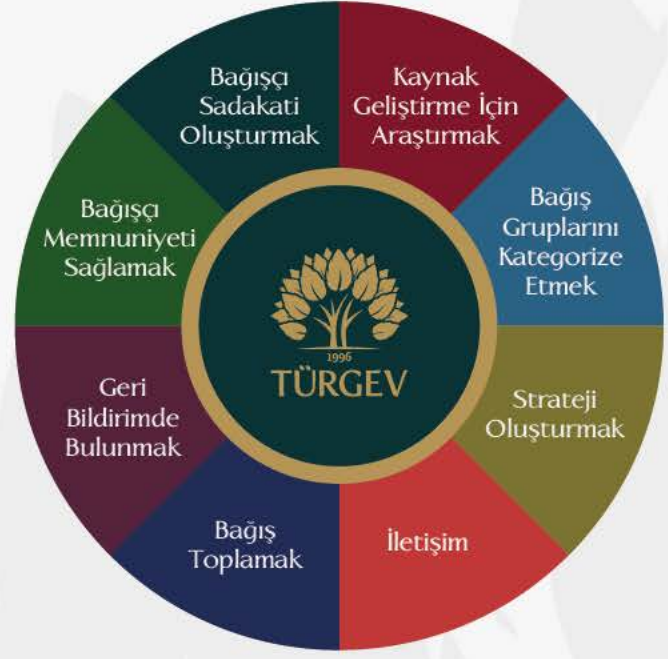 Kaynak
Geliştirme İçin
Araştırmak
Bağış
Gruplarını
Kategorize
Etmek
Strateji
Oluşturmak
İletişim
Bağış
Toplamak
Geri
Bildirimde
Bulunmak
Bağışçı
Memnuniyeti
Sağlamak
Bağışçı
Sadakati
Oluşturmak
1996
TÜRGEV